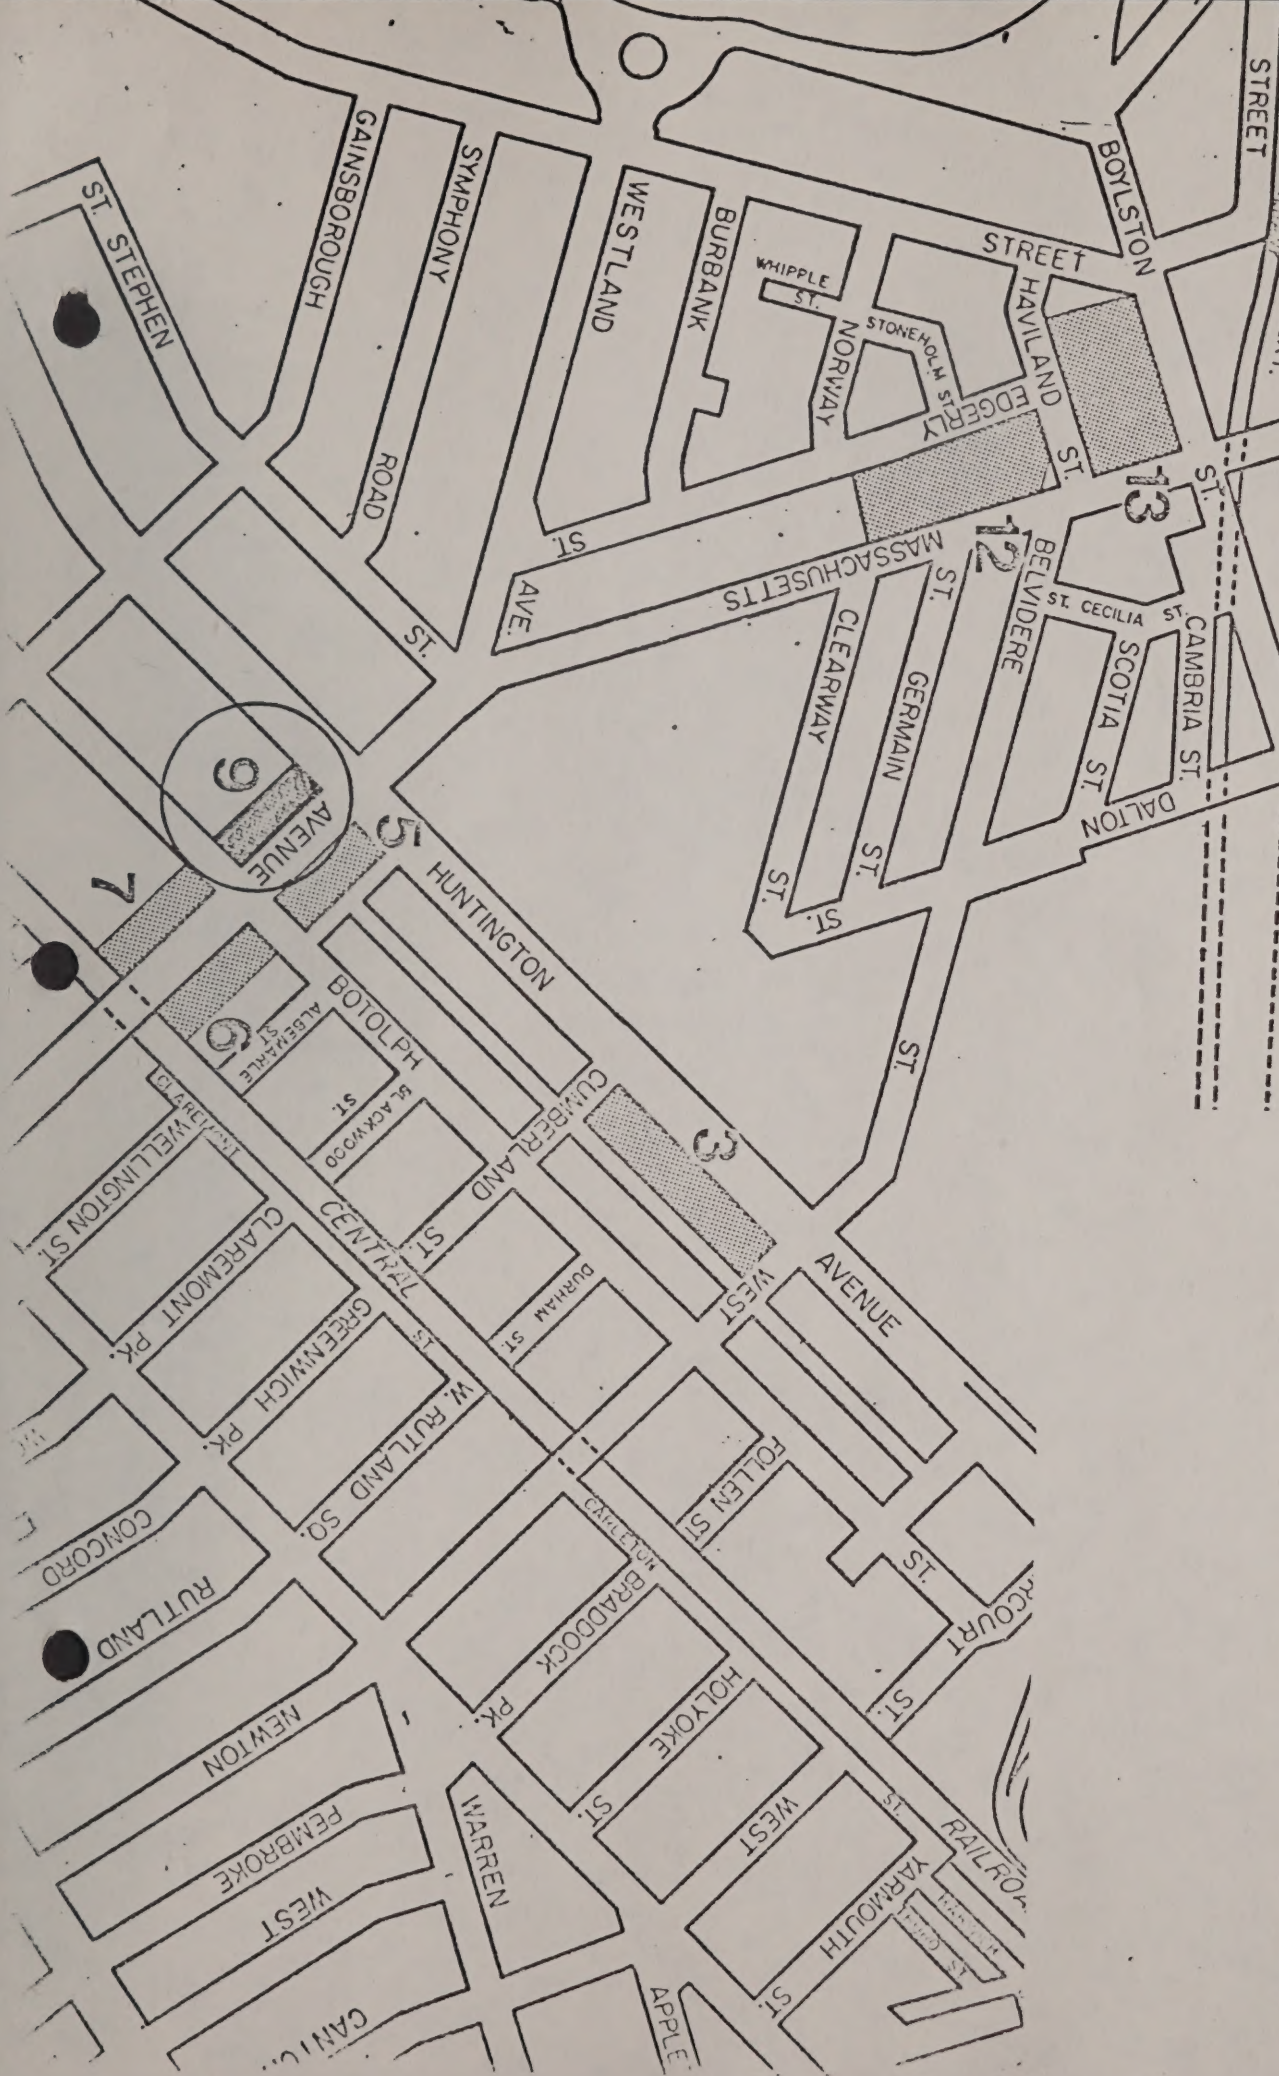 STREET
BOYLSTON
GAINSBOROUGH
SYMPHONY
ST. STEPHEN
WESTLAND
BURBANK
STREET
WHIPPLE
ST.
HAVILAND
STONEHOLM ST.
NORWAY
EDGERLY
ROAD
ST.
13
ST.
ST.
12
MASSACHUSETTS
BELVIDERE
AVE.
ST.
ST.
ST. CECILIA ST.
CLEARWAY
SCOTIA
CAMBRIA ST.
GERMAIN
ST.
DALTON
9
AVENUE
5
7
HUNTINGTON
ST.
ST.
ST.
BOTOLPH
6
ALBEMARLE
ST.
ST.
CLAREMONT
BLACKWOOD
ST.
CUMBERLAND
3
WELLINGTON ST.
CENTRAL
ST.
CLAREMONT
PK.
DURHAM
ST.
WEST
AVENUE
GREENWICH
PK.
ST.
W. RUTLAND
SQ.
FOLLEN ST.
CONCORD
CARLETON
ST.
RUTLAND
BRADDOCK
PK.
COURT
ST.
NEWTON
HOLYOKE
ST.
PEMBROKE
WARREN
WEST
ST.
RAILROA
WEST
YARMOUTH
ST.
APPLE